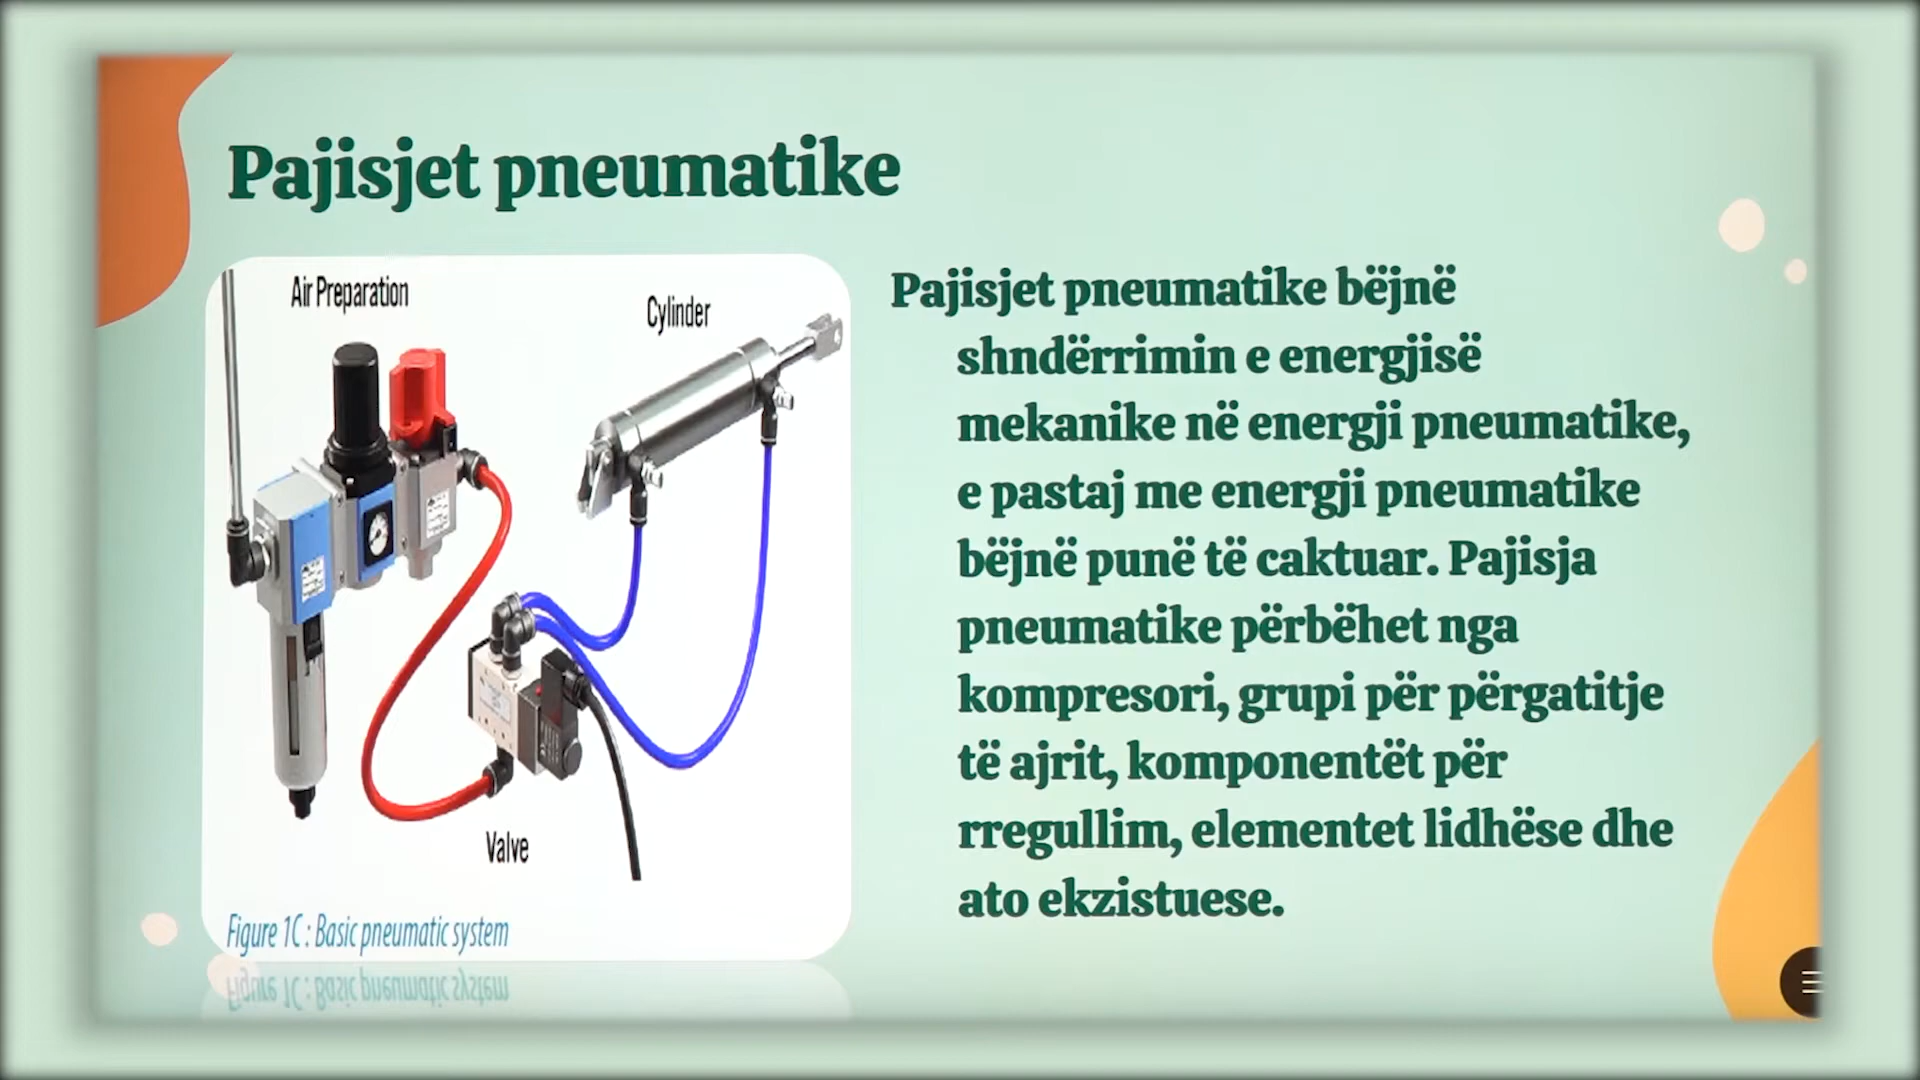 Pajisjet pneumatike
Air Preparation
Cylinder
Valve
Figure 1C : Basic pneumatic system
Pajisjet pneumatike bëjnë
shndërrimin e energjisë
mekanike në energji pneumatike,
e pastaj me energji pneumatike
bëjnë punë të caktuar. Pajisja
pneumatike përbëhet nga
kompresori, grupi për përgatitje
të ajrit, komponentët për
rregullim, elementet lidhëse dhe
ato ekzistuese.